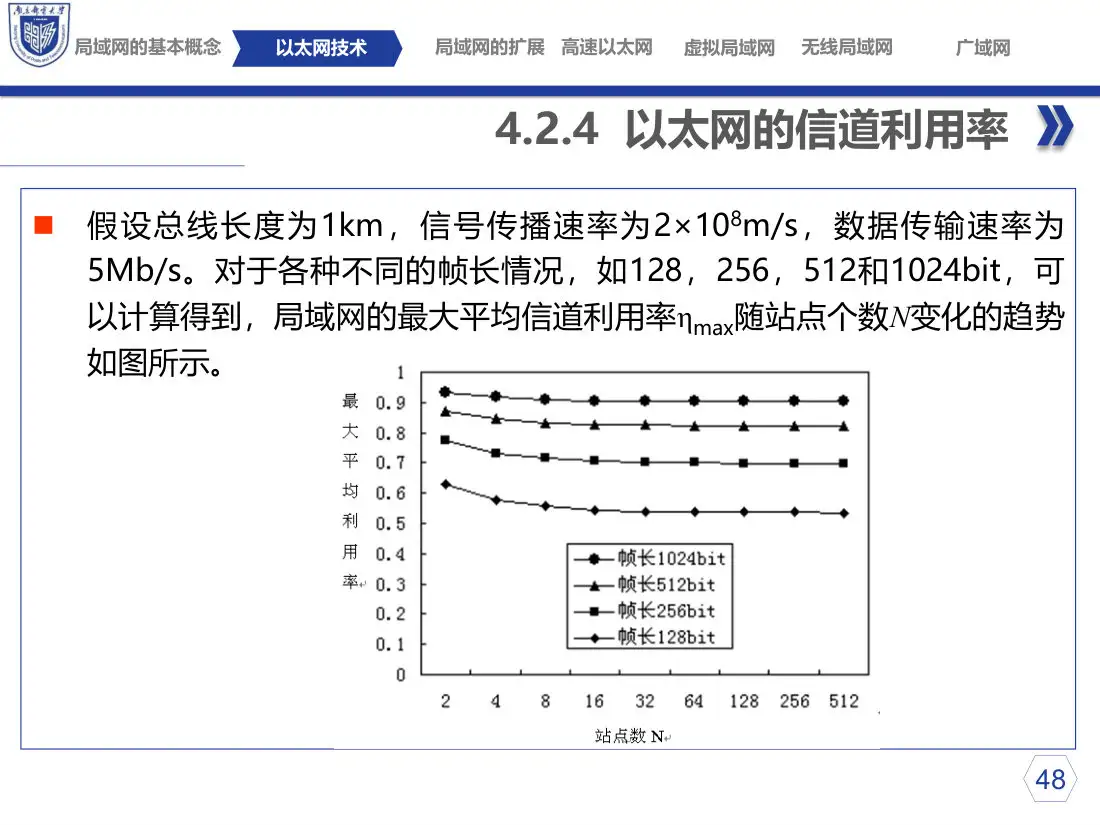 局域网的基本概念 以太网技术 局域网的扩展 高速以太网 虚拟局域网 无线局域网 广域网
4.2.4 以太网的信道利用率
假设总线长度为1km，信号传播速率为2×10⁸m/s，数据传输速率为
5Mb/s。对于各种不同的帧长情况，如128，256，512和1024bit，可
以计算得到，局域网的最大平均信道利用率ηmax随站点个数N变化的趋势
如图所示。
最大平均利用率
1
0.9
0.8
0.7
0.6
0.5
0.4
0.3
0.2
0.1
0
帧长1024bit
帧长512bit
帧长256bit
帧长128bit
2 4 8 16 32 64 128 256 512
站点数 N
48